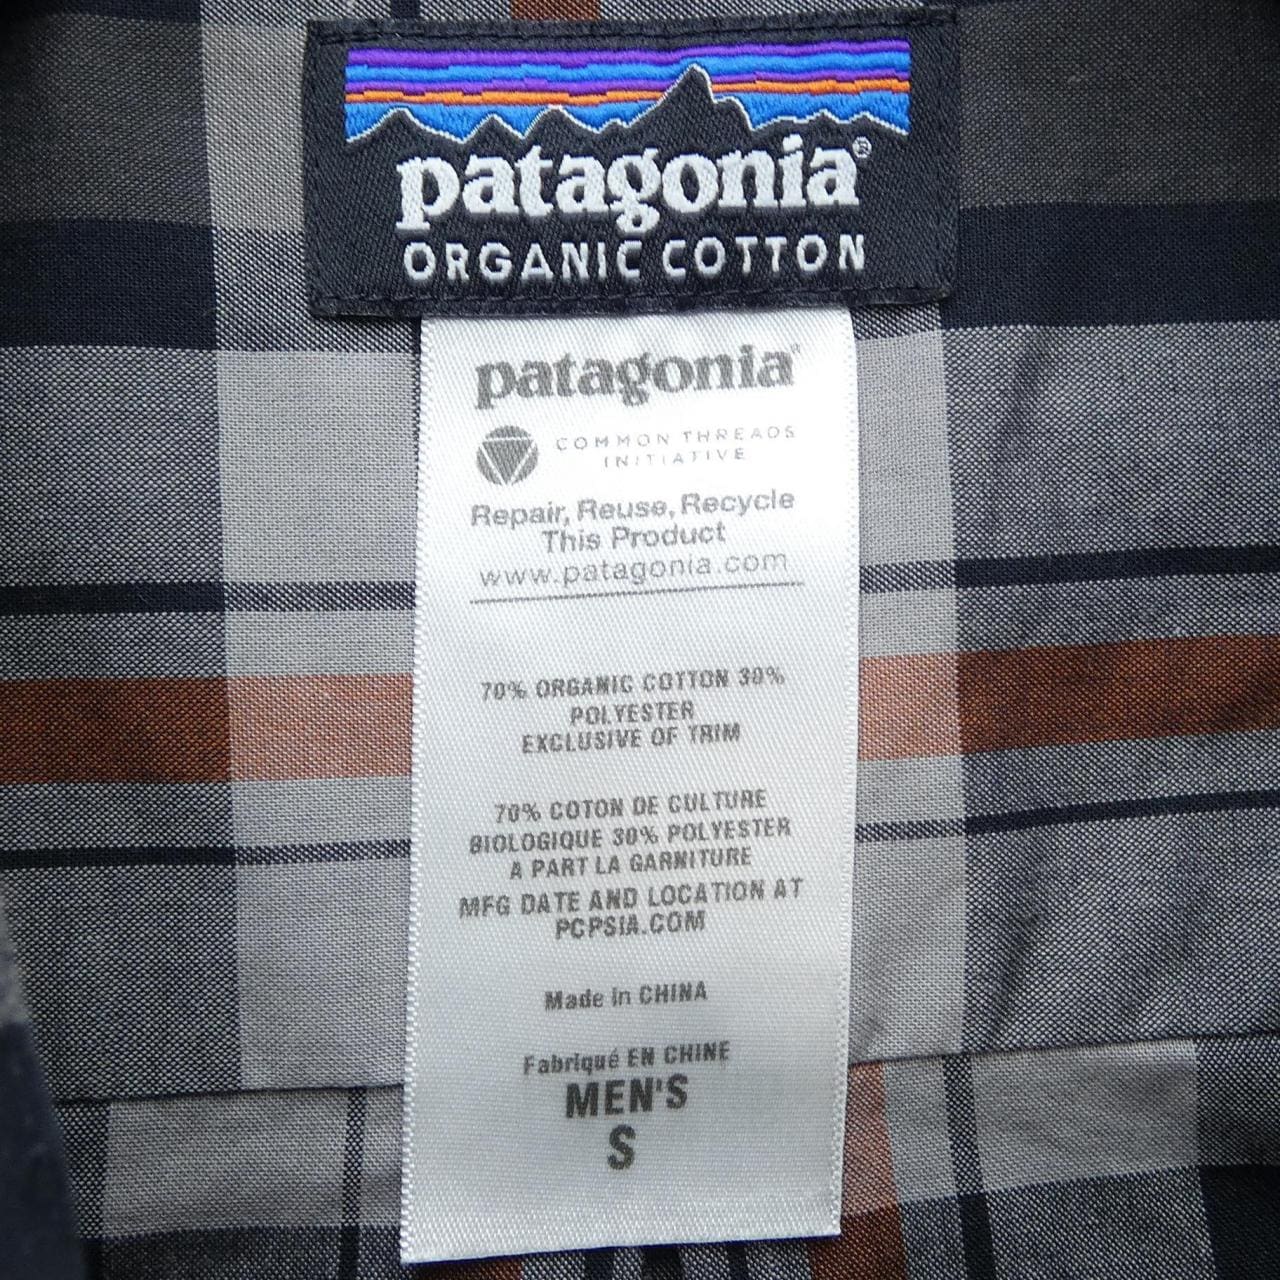 patagonia®
ORGANIC COTTON
patagonia®
COMMON THREADS
INITIATIVE
Repair, Reuse, Recycle
This Product
www.patagonia.com
70% ORGANIC COTTON 30%
POLYESTER
EXCLUSIVE OF TRIM
70% COTON DE CULTURE
BIOLOGIQUE 30% POLYESTER
A PART LA GARNITURE
MFG DATE AND LOCATION AT
PCPSIA.COM
Made in CHINA
Fabriqué EN CHINE
MEN'S
S